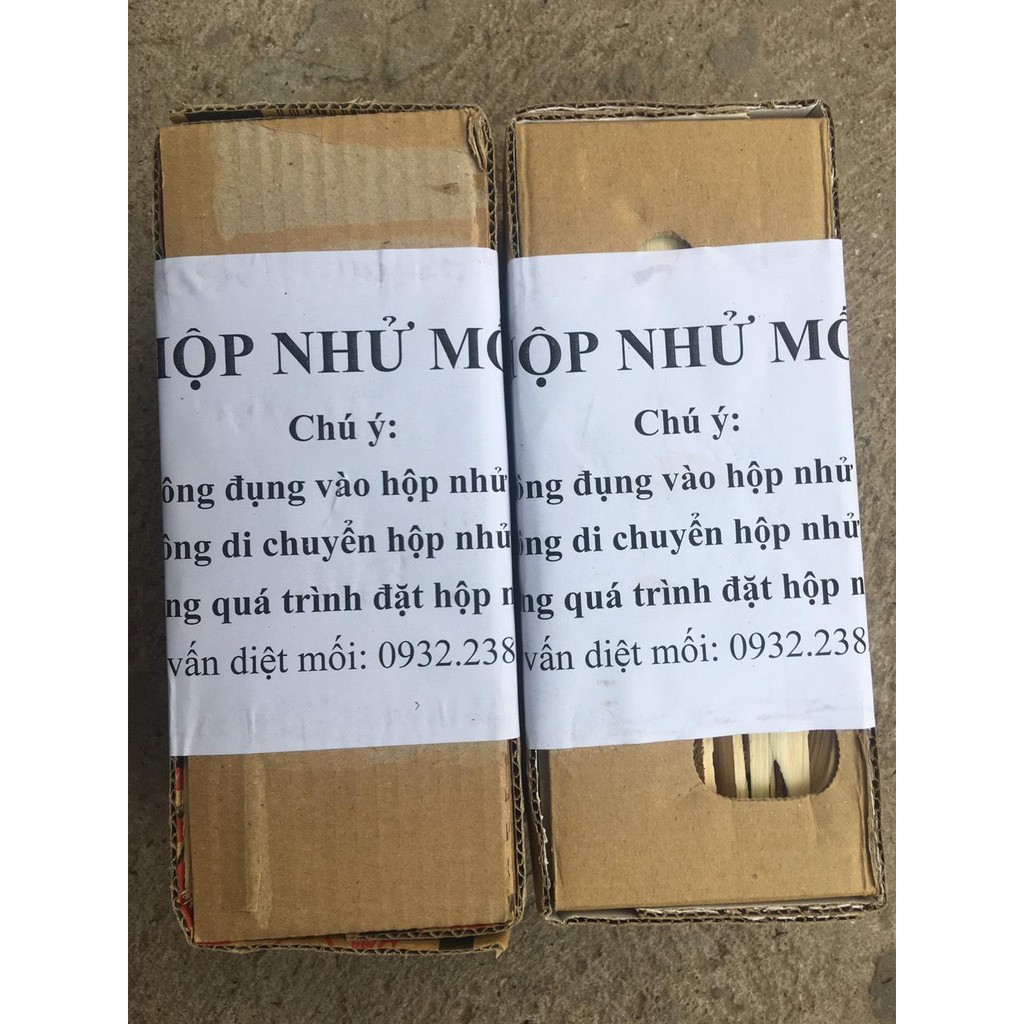 HỘP NHỬ MỐ
Chú ý:
ông đụng vào hộp nhử
ông di chuyển hộp nhử
ng quá trình đặt hộp n
vấn diệt mối: 0932.238
HỘP NHỬ MỐ
Chú ý:
ông đụng vào hộp nhử
ông di chuyển hộp nhử
ng quá trình đặt hộp n
vấn diệt mối: 0932.238